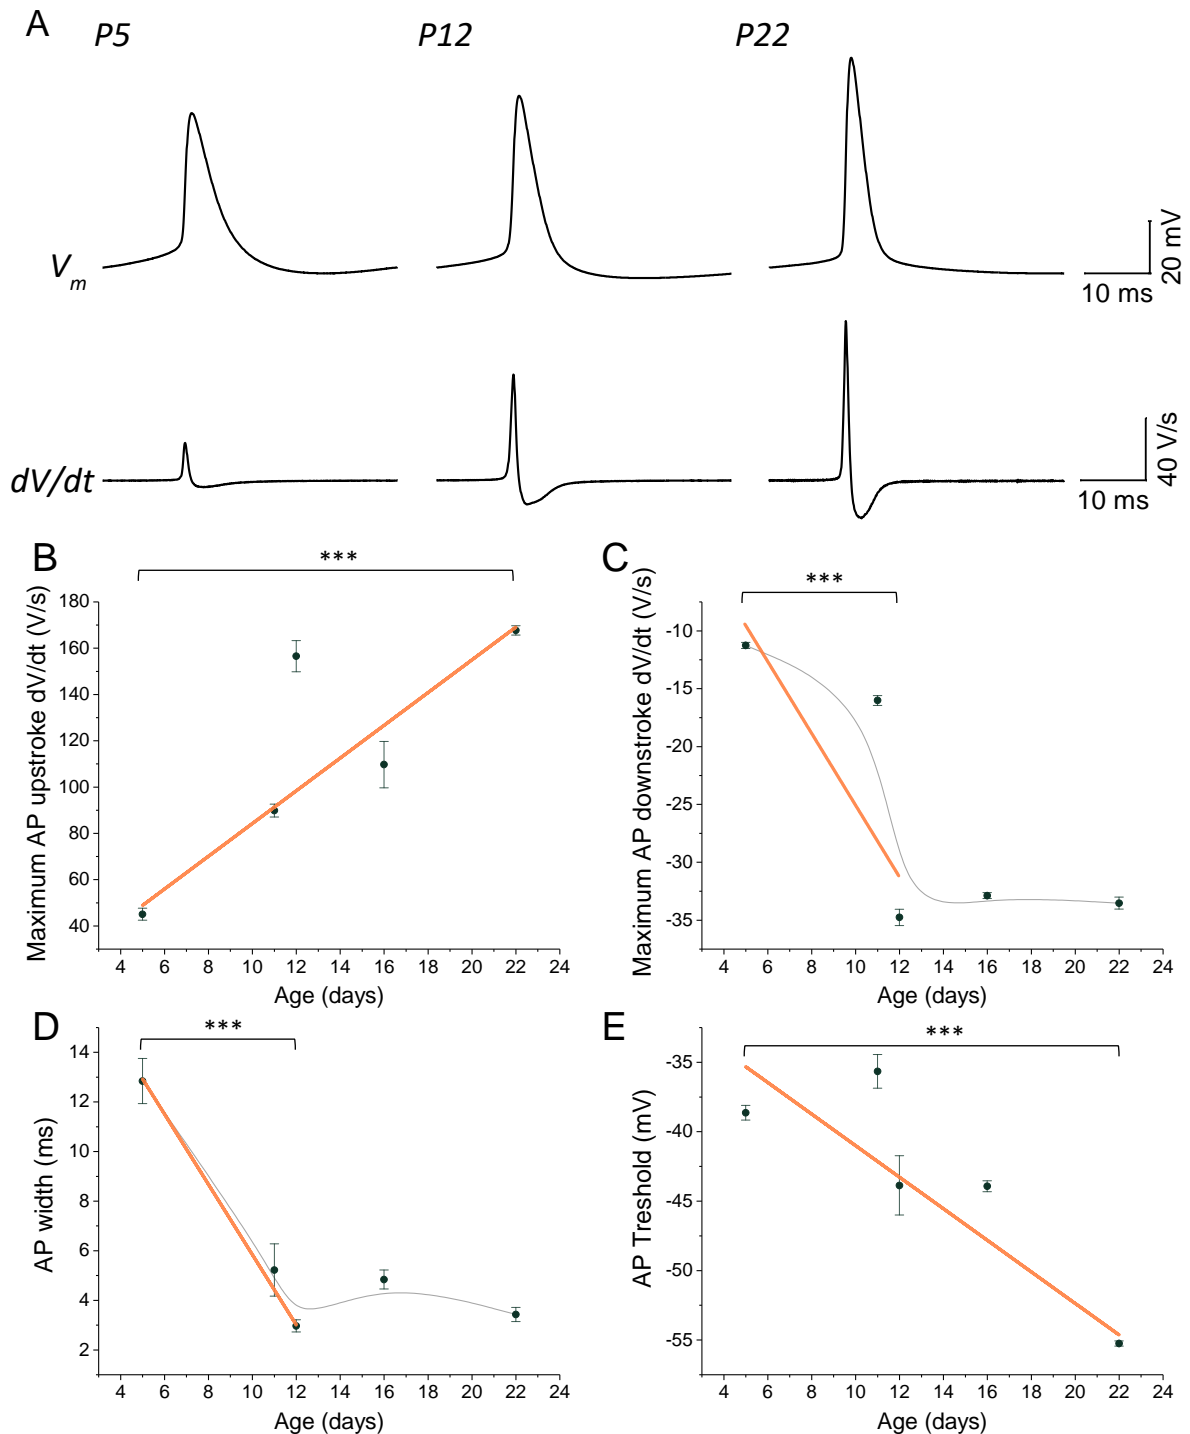 A
P5 P12 P22
Vm
20 mV
10 ms
dV/dt
40 V/s
10 ms
B
***
Maximum AP upstroke dV/dt (V/s)
180
160
140
120
100
80
60
40
4 6 8 10 12 14 16 18 20 22 24
Age (days)
C
***
Maximum AP downstroke dV/dt (V/s)
-10
-15
-20
-25
-30
-35
4 6 8 10 12 14 16 18 20 22 24
Age (days)
D
***
AP width (ms)
14
12
10
8
6
4
2
4 6 8 10 12 14 16 18 20 22 24
Age (days)
E
***
AP Treshold (mV)
-35
-40
-45
-50
-55
4 6 8 10 12 14 16 18 20 22 24
Age (days)